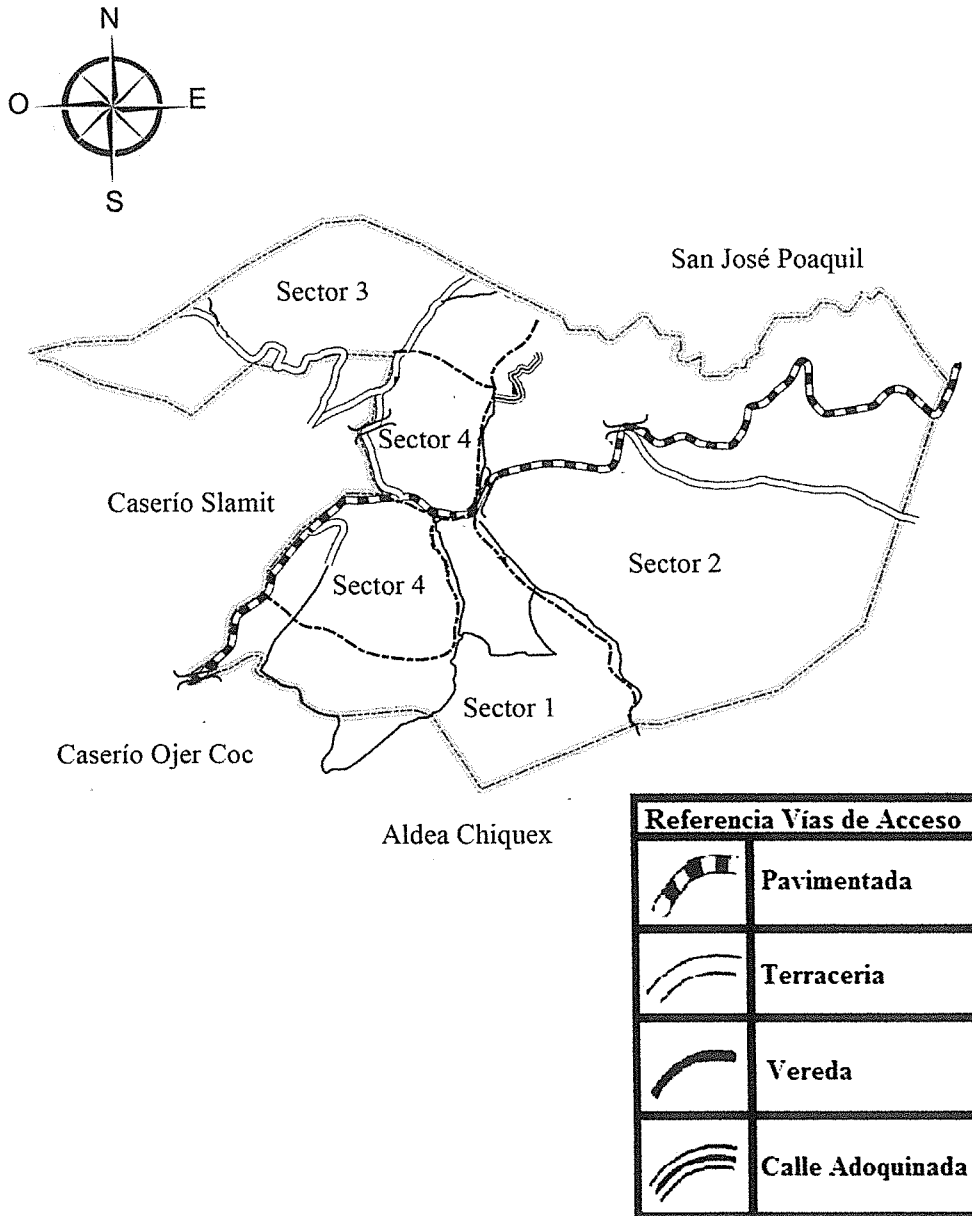 N
O
E
S
San José Poaquil
Sector 3
Sector 4
Caserío Slamit
Sector 4
Sector 2
Sector 1
Caserío Ojer Coc
Aldea Chiquex
Referencia Vías de Acceso
Pavimentada
Terraceria
Vereda
Calle Adoquinada